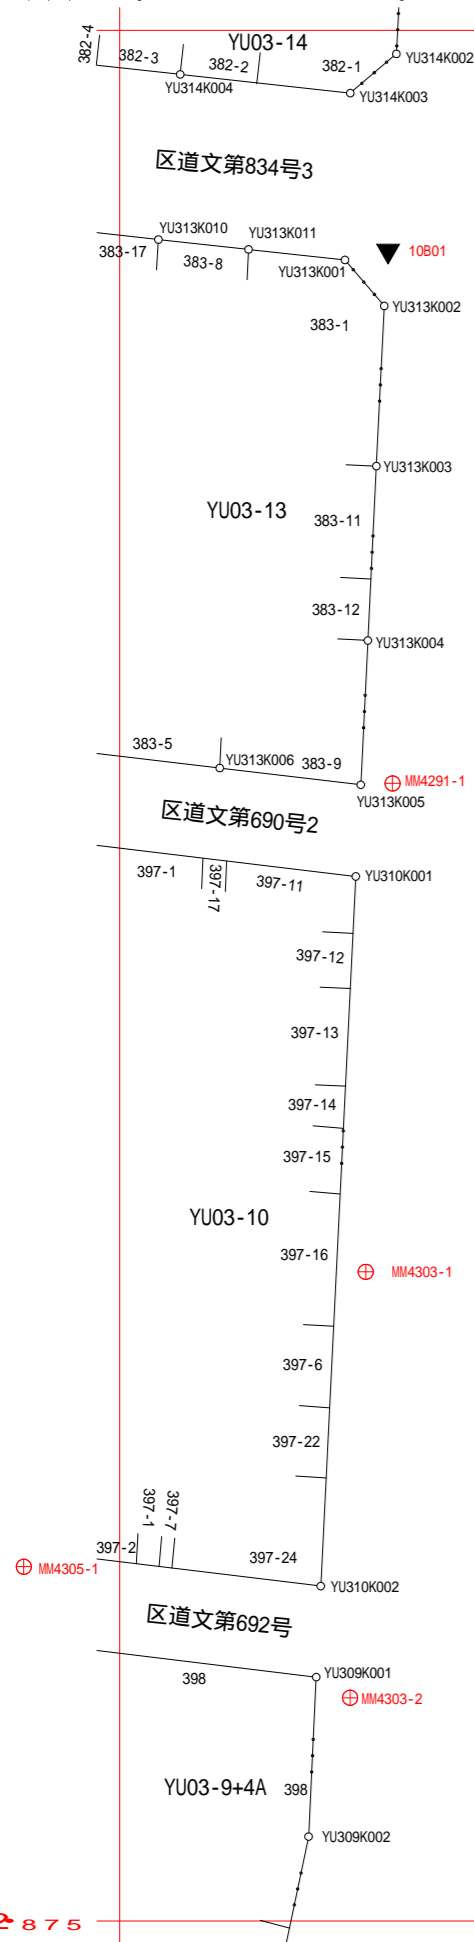 YU03-14
382-4
382-3
382-2
382-1
YU314K002
YU314K004
YU314K003
区道文第834号3
YU313K010
YU313K011
10B01
383-17
383-8
YU313K001
YU313K002
383-1
YU313K003
YU03-13
383-11
383-12
YU313K004
383-5
YU313K006
383-9
MM4291-1
YU313K005
区道文第690号2
397-1
397-17
397-11
YU310K001
397-12
397-13
397-14
397-15
YU03-10
397-16
MM4303-1
397-6
397-22
397-1
397-7
397-2
397-24
MM4305-1
YU310K002
区道文第692号
YU309K001
398
MM4303-2
YU03-9+4A
398
YU309K002
875